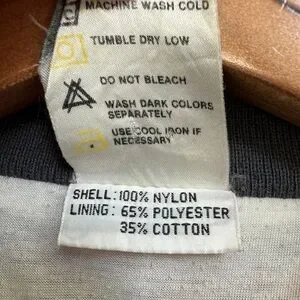 MACHINE WASH COLD
TUMBLE DRY LOW
DO NOT BLEACH
WASH DARK COLORS
SEPARATELY
USE COOL IRON IF
NECESSARY
SHELL: 100% NYLON
LINING: 65% POLYESTER
35% COTTON